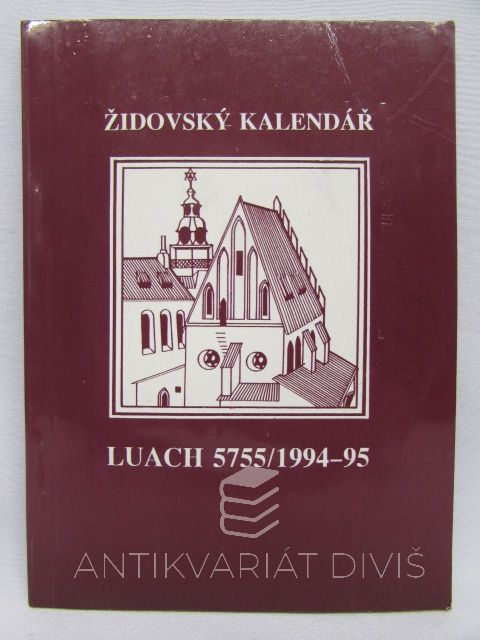 ŽIDOVSKÝ KALENDÁŘ
LUACH 5755/1994–95
ANTIKVARIÁT DIVIŠ